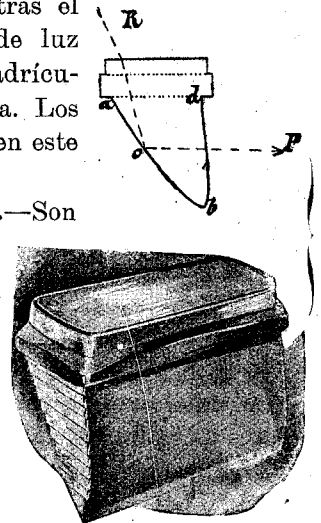 tras el
de luz
adrícu-
a. Los
en este
.—Son
R
a d
c P
b